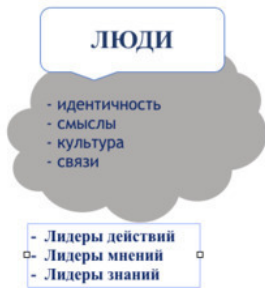 ЛЮДИ
- идентичность
- смыслы
- культура
- связи
- Лидеры действий
- Лидеры мнений
- Лидеры знаний